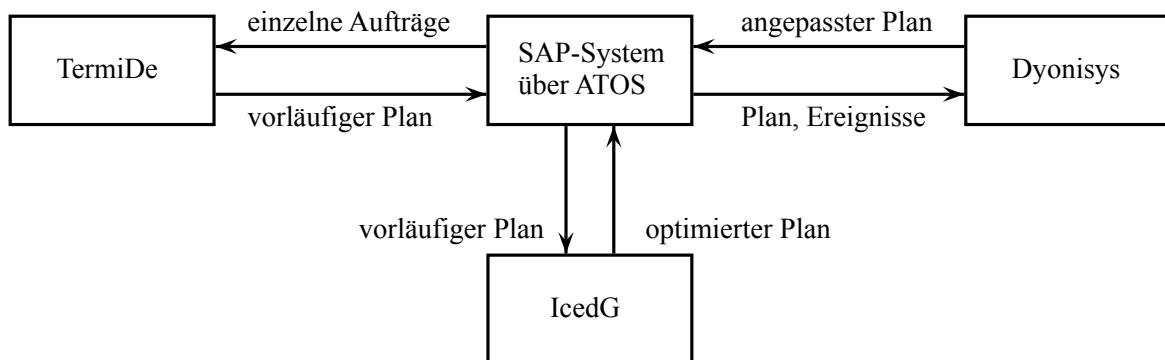 einzelne Aufträge
angepasster Plan
TermiDe
SAP-System
über ATOS
Dyonisys
vorläufiger Plan
Plan, Ereignisse
vorläufiger Plan
optimierter Plan
IcedG